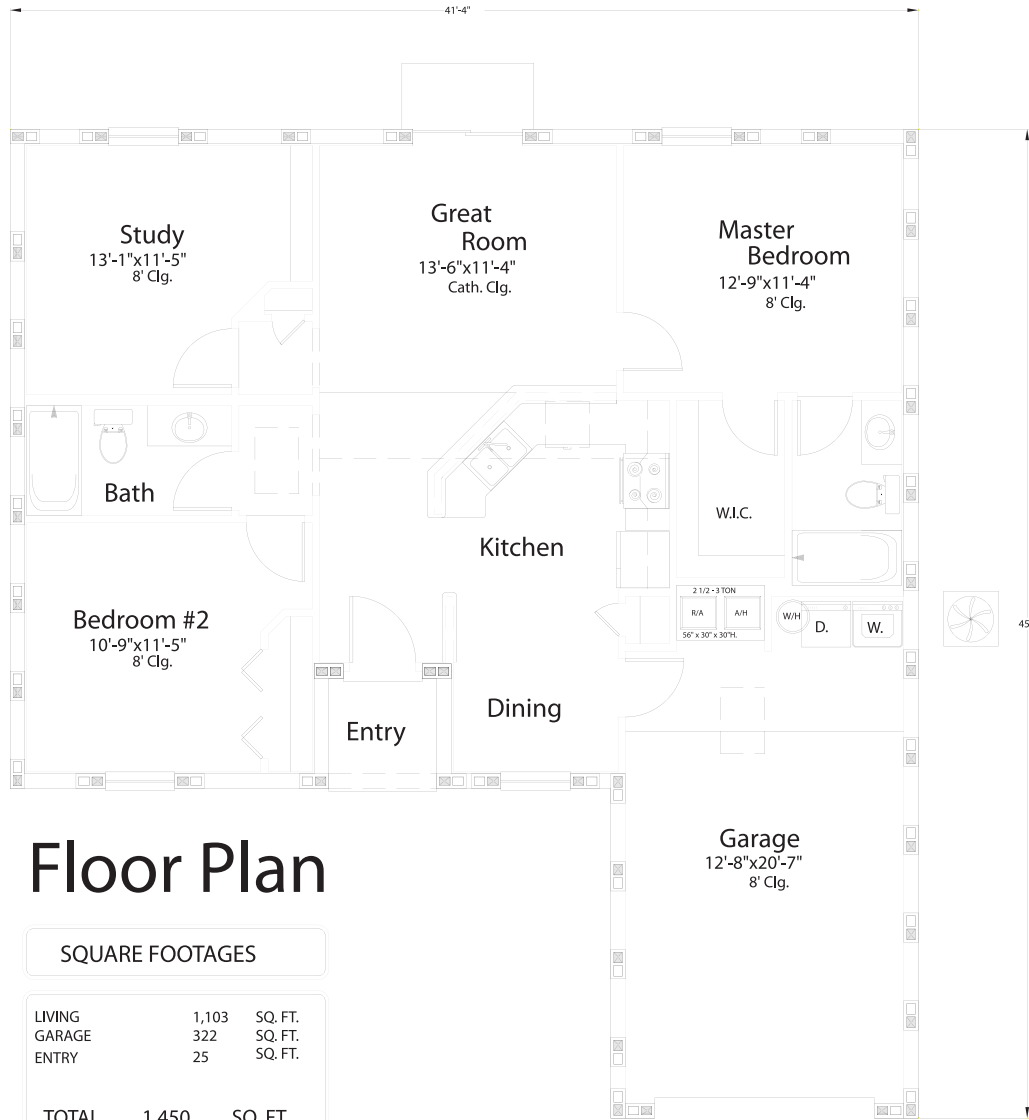 41'-4"
Study
13'-1"x11'-5"
8' Clg.
Great
Room
13'-6"x11'-4"
Cath. Clg.
Master
Bedroom
12'-9"x11'-4"
8' Clg.
Bath
Kitchen
W.I.C.
2 1/2 - 3 TON
R/A
A/H
56" x 30" x 30"H.
W/H
D.
W.
45
Bedroom #2
10'-9"x11'-5"
8' Clg.
Entry
Dining
Garage
12'-8"x20'-7"
8' Clg.
Floor Plan
SQUARE FOOTAGES
LIVING 1,103 SQ. FT.
GARAGE 322 SQ. FT.
ENTRY 25 SQ. FT.
TOTAL 1,450 SQ. FT.